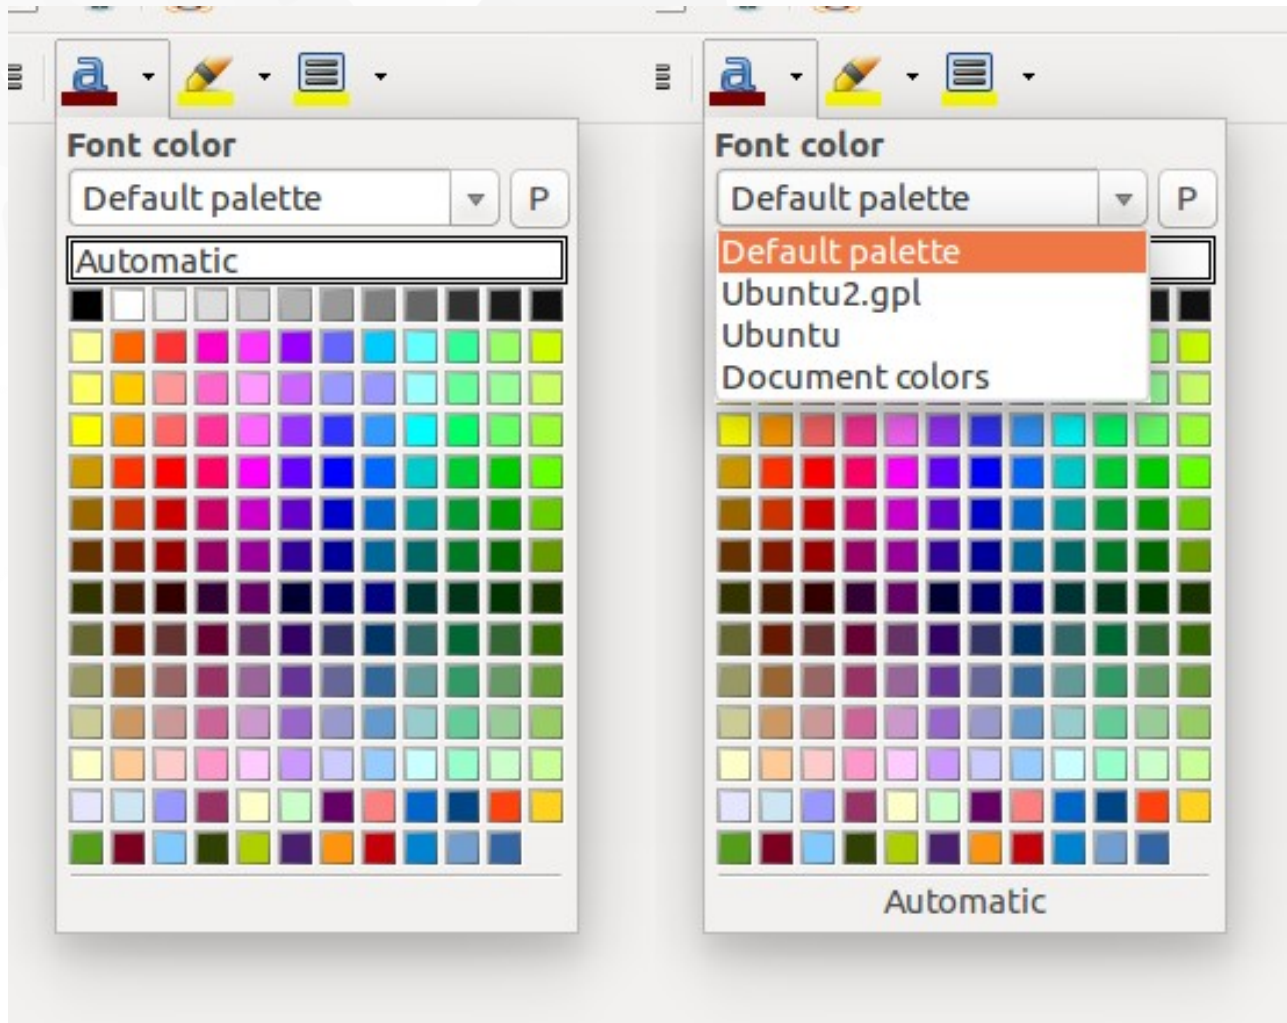 a
a
Font color
Default palette
P
Automatic
Font color
Default palette
P
Default palette
Ubuntu2.gpl
Ubuntu
Document colors
Automatic